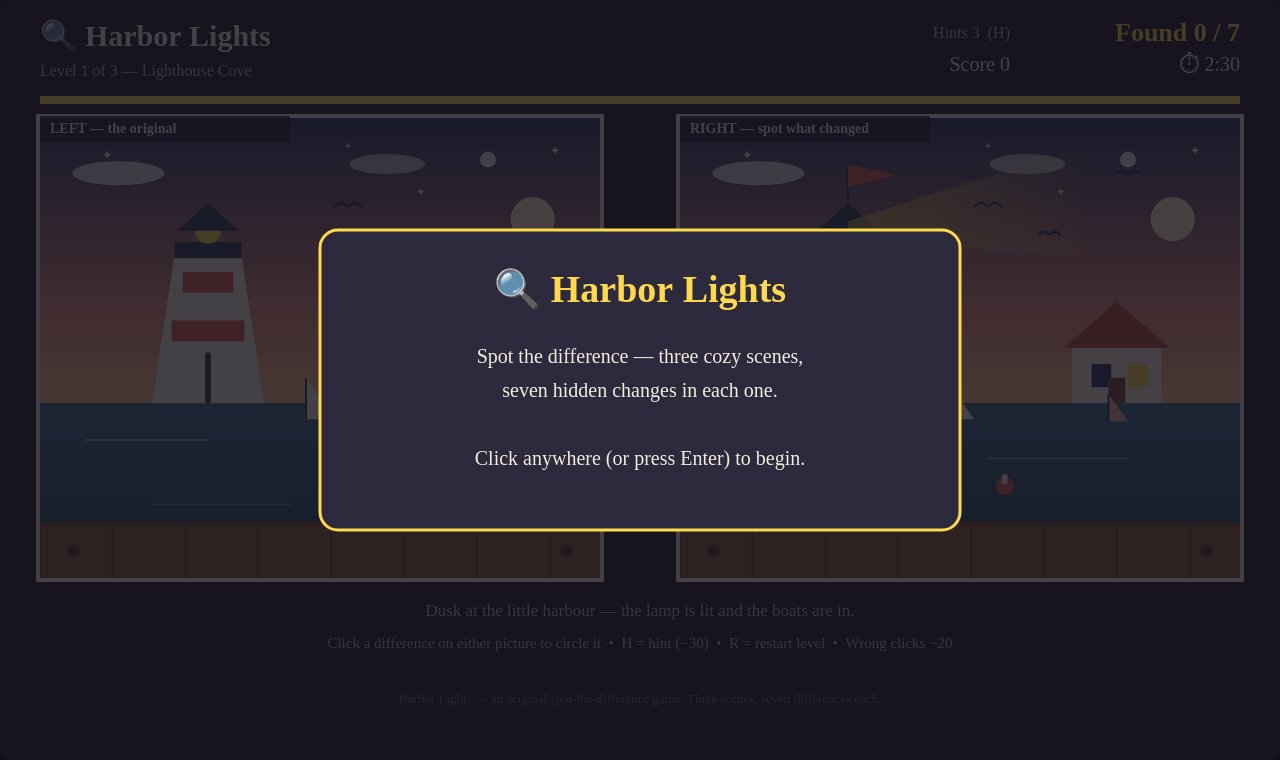 Harbor Lights
Hints 3 (H)
Found 0 / 7
Level 1 of 3 — Lighthouse Cove
Score 0
2:30
LEFT — the original
RIGHT — spot what changed
Harbor Lights
Spot the difference — three cozy scenes,
seven hidden changes in each one.
Click anywhere (or press Enter) to begin.
Dusk at the little harbour — the lamp is lit and the boats are in.
Click a difference on either picture to circle it • H = hint (−30) • R = restart level • Wrong clicks −20
Harbor Lights — an original spot-the-difference game. Three scenes, seven differences each.